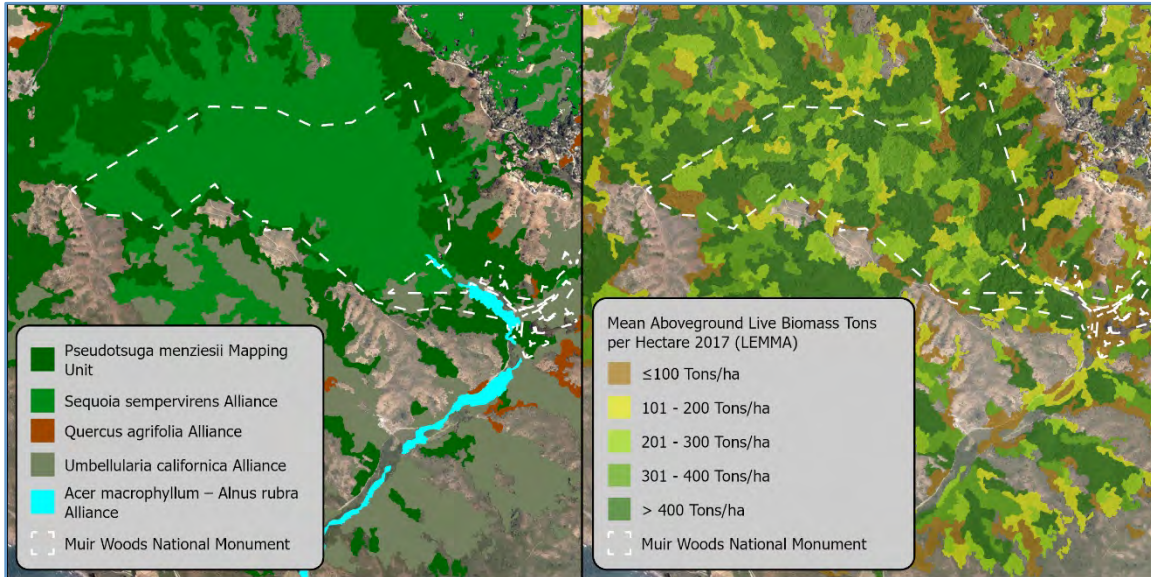 Pseudotsuga menziesii Mapping
Unit
Sequoia sempervirens Alliance
Quercus agrifolia Alliance
Umbellularia californica Alliance
Acer macrophyllum – Alnus rubra
Alliance
Muir Woods National Monument
Mean Aboveground Live Biomass Tons
per Hectare 2017 (LEMMA)
≤100 Tons/ha
101 - 200 Tons/ha
201 - 300 Tons/ha
301 - 400 Tons/ha
> 400 Tons/ha
Muir Woods National Monument